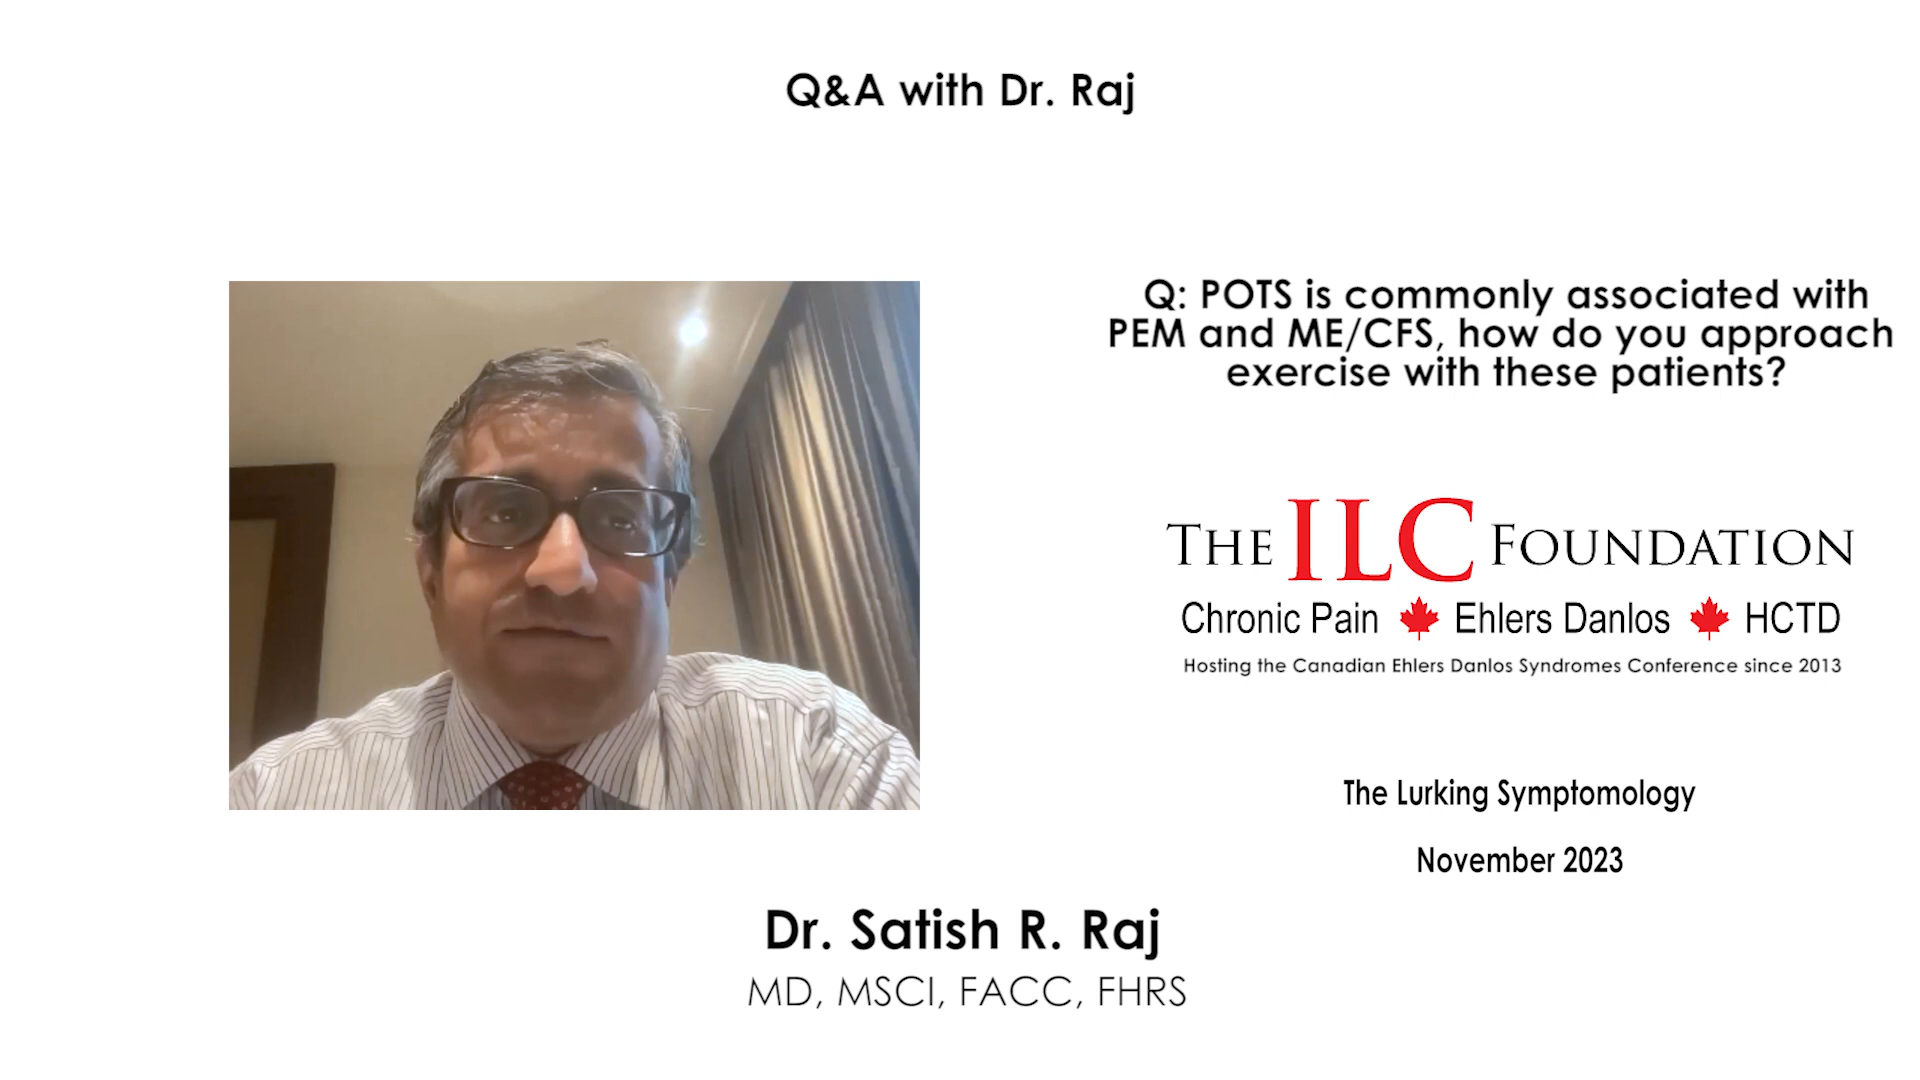 Q&A with Dr. Raj
Q: POTS is commonly associated with
PEM and ME/CFS, how do you approach
exercise with these patients?
THE ILC FOUNDATION
Chronic Pain Ehlers Danlos HCTD
Hosting the Canadian Ehlers Danlos Syndromes Conference since 2013
The Lurking Symptomology
November 2023
Dr. Satish R. Raj
MD, MSCI, FACC, FHRS